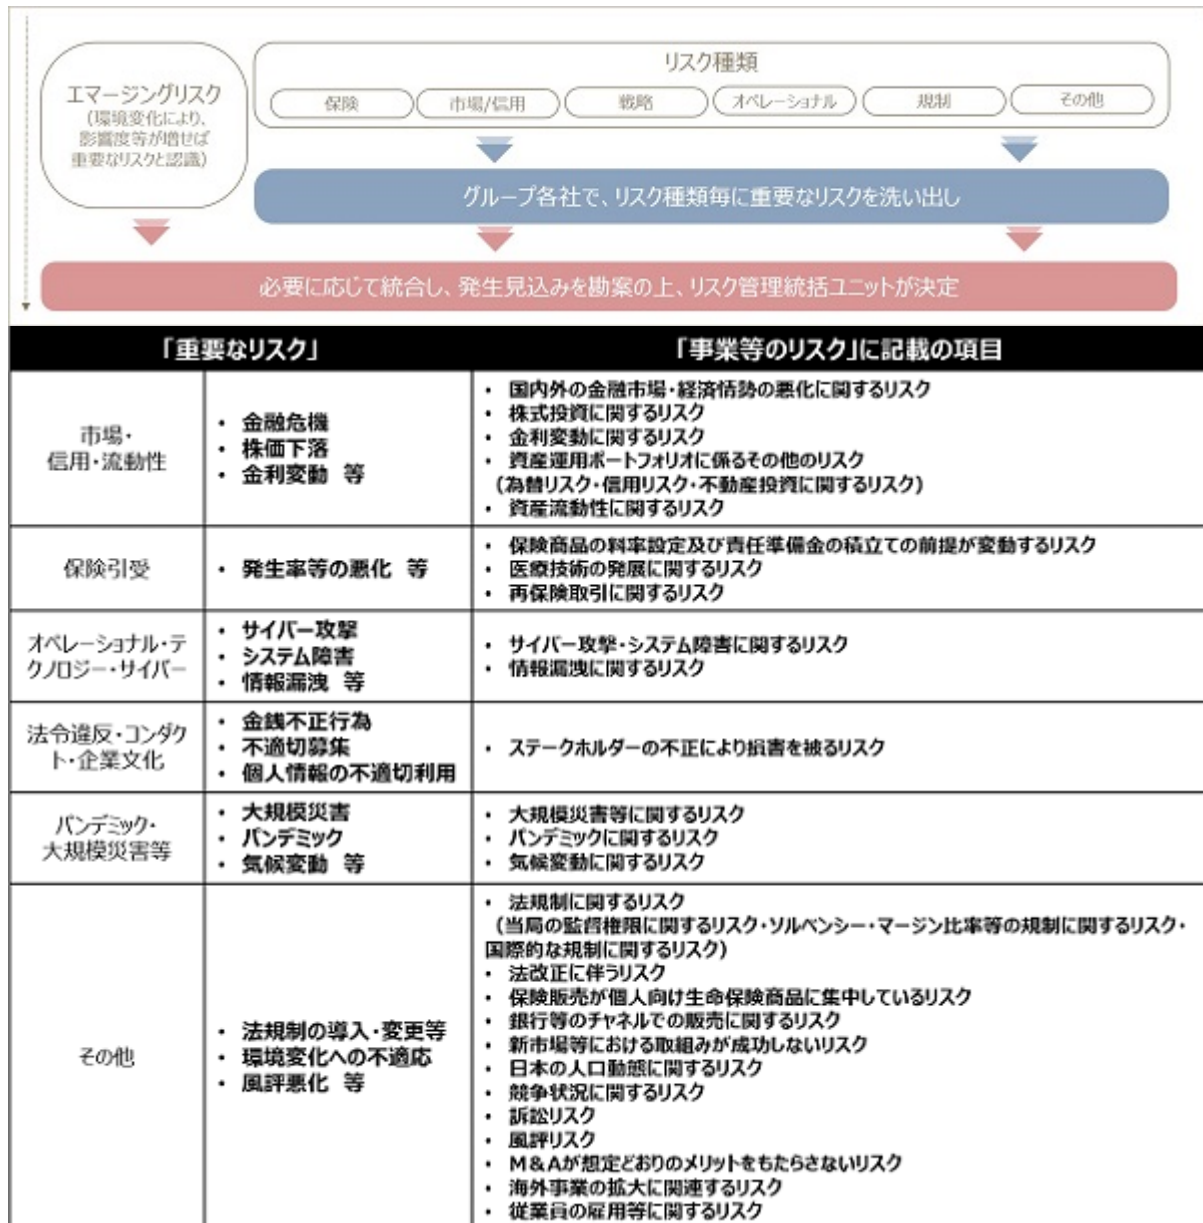 リスク種類
エマージングリスク
(環境変化により、
影響度等が増せば
重要なリスクと認識)
保険
市場/信用
戦略
オペレーショナル
規制
その他
グループ各社で、リスク種類毎に重要なリスクを洗い出し
必要に応じて統合し、発生見込みを勘案の上、リスク管理統括ユニットが決定
「重要なリスク」
「事業等のリスク」に記載の項目
市場・
信用・流動性
・ 金融危機
・ 株価下落
・ 金利変動 等
・ 国内外の金融市場・経済情勢の悪化に関するリスク
・ 株式投資に関するリスク
・ 金利変動に関するリスク
・ 資産運用ポートフォリオに係るその他のリスク
(為替リスク・信用リスク・不動産投資に関するリスク)
・ 資産流動性に関するリスク
保険引受
・ 発生率等の悪化 等
・ 保険商品の料率設定及び責任準備金の積立ての前提が変動するリスク
・ 医療技術の発展に関するリスク
・ 再保険取引に関するリスク
オペレーショナル・テ
クノロジー・サイバー
・ サイバー攻撃
・ システム障害
・ 情報漏洩 等
・ サイバー攻撃・システム障害に関するリスク
・ 情報漏洩に関するリスク
法令違反・コンダク
ト・企業文化
・ 金銭不正行為
・ 不適切募集
・ 個人情報の不適切利用
・ ステークホルダーの不正により損害を被るリスク
パンデミック・
大規模災害等
・ 大規模災害
・ パンデミック
・ 気候変動 等
・ 大規模災害等に関するリスク
・ パンデミックに関するリスク
・ 気候変動に関するリスク
その他
・ 法規制の導入・変更等
・ 環境変化への不適応
・ 風評悪化 等
・ 法規制に関するリスク
(当局の監督権限に関するリスク・ソルベンシー・マージン比率等の規制に関するリスク・
国際的な規制に関するリスク)
・ 法改正に伴うリスク
・ 保険販売が個人向け生命保険商品に集中しているリスク
・ 銀行等のチャネルでの販売に関するリスク
・ 新市場等における取組みが成功しないリスク
・ 日本の人口動態に関するリスク
・ 競争状況に関するリスク
・ 訴訟リスク
・ 風評リスク
・ M&Aが想定どおりのメリットをもたらさないリスク
・ 海外事業の拡大に関連するリスク
・ 従業員の雇用等に関するリスク